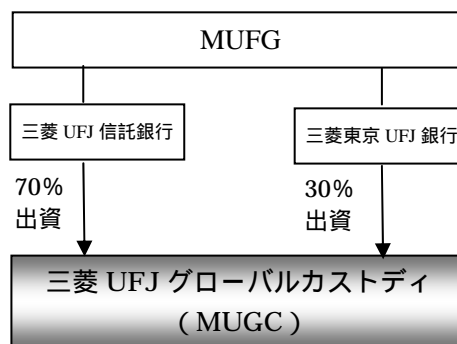 MUFG
三菱 UFJ 信託銀行
三菱東京 UFJ 銀行
70%
出資
30%
出資
三菱 UFJ グローバルカストディ
( MUGC )